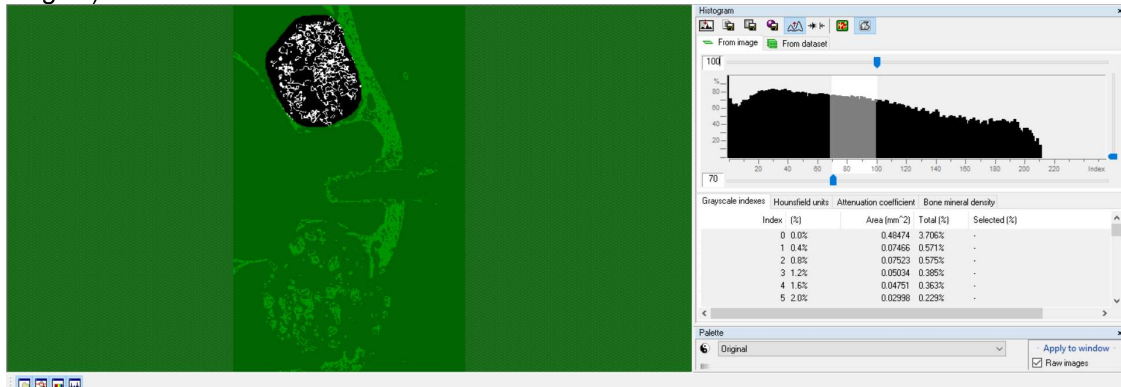 Histogram
From image From dataset
100
%
80
60
40
20
20 40 60 80 100 120 140 160 180 200 220 Index
70
Grayscale indexes Hounsfield units Attenuation coefficient Bone mineral density
Index (%) Area (mm^2) Total (%) Selected (%)
0 0.0% 0.48474 3.706% -
1 0.4% 0.07466 0.571% -
2 0.8% 0.07523 0.575% -
3 1.2% 0.05034 0.385% -
4 1.6% 0.04751 0.363% -
5 2.0% 0.02998 0.229% -
Palette
Original Apply to window
Raw images